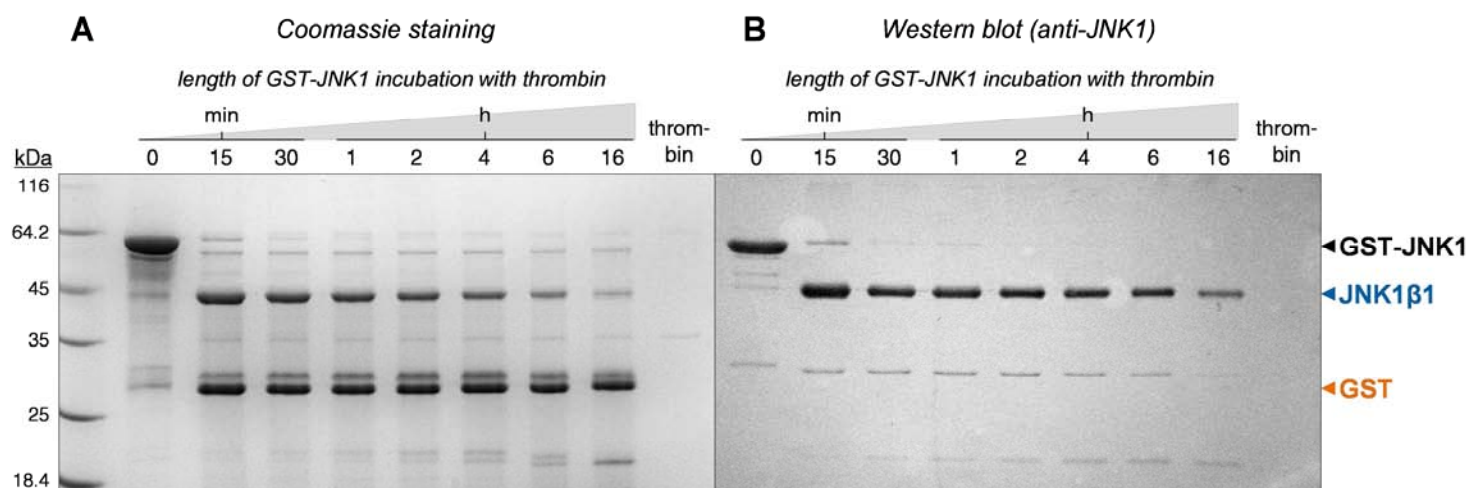 A Coomassie staining
length of GST-JNK1 incubation with thrombin
min h
0 15 30 1 2 4 6 16 throm-
bin
kDa
116
64.2
45
35
25
18.4
B Western blot (anti-JNK1)
length of GST-JNK1 incubation with thrombin
min h
0 15 30 1 2 4 6 16 throm-
bin
GST-JNK1
JNK1β1
GST